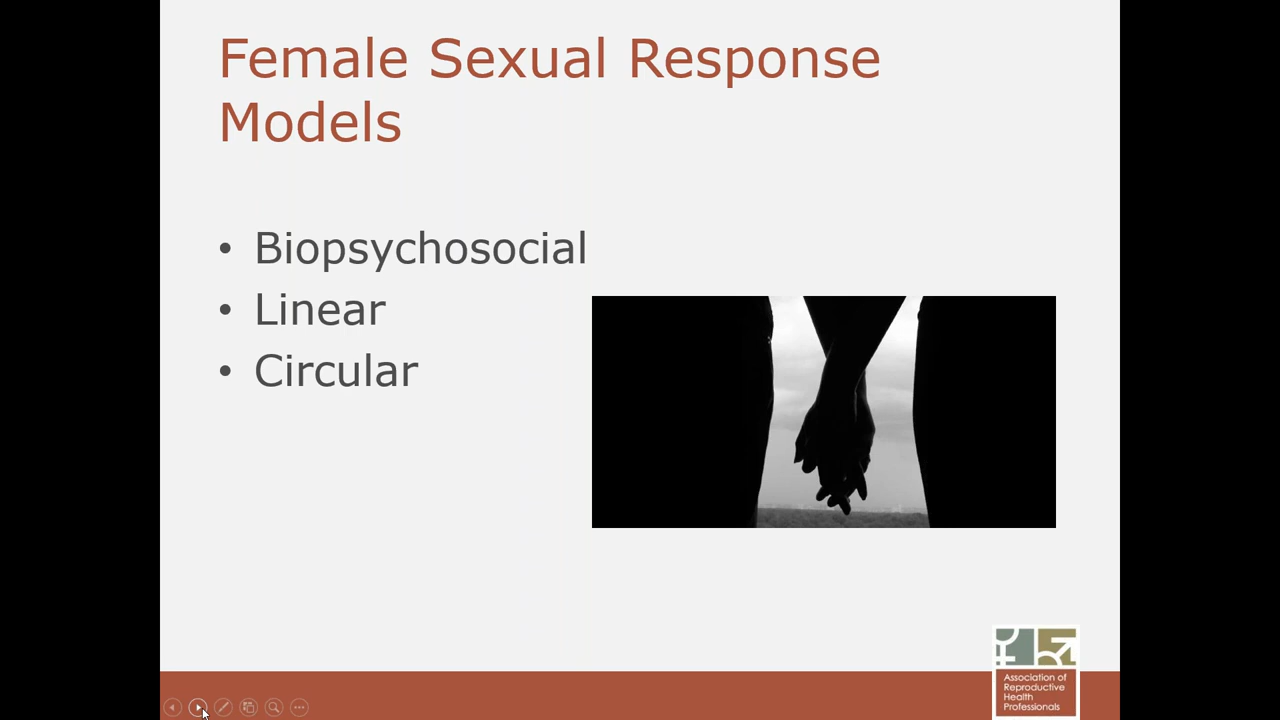 Female Sexual Response
Models
• Biopsychosocial
• Linear
• Circular
Association of
Reproductive
Health
Professionals